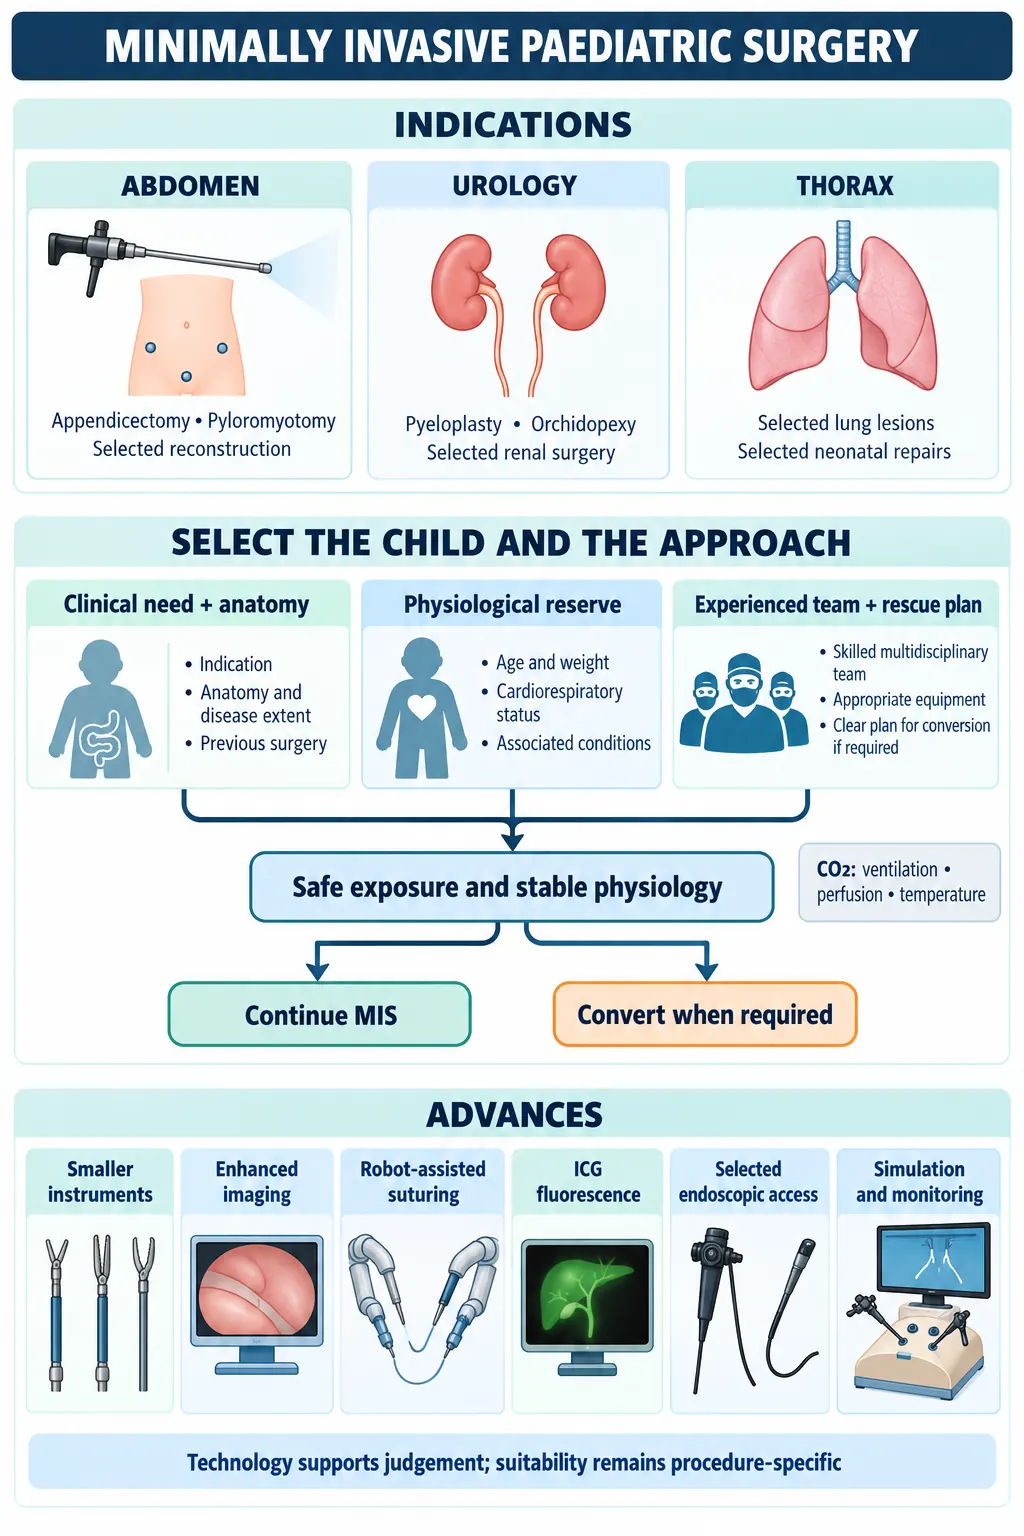 MINIMALLY INVASIVE PAEDIATRIC SURGERY
INDICATIONS
ABDOMEN
Appendicectomy • Pyloromyotomy
Selected reconstruction
UROLOGY
Pyeloplasty • Orchidopexy
Selected renal surgery
THORAX
Selected lung lesions
Selected neonatal repairs
SELECT THE CHILD AND THE APPROACH
Clinical need + anatomy
• Indication
• Anatomy and
disease extent
• Previous surgery
Physiological reserve
• Age and weight
• Cardiorespiratory
status
• Associated conditions
Experienced team + rescue plan
• Skilled multidisciplinary
team
• Appropriate equipment
• Clear plan for conversion
if required
Safe exposure and stable physiology
CO₂: ventilation •
perfusion • temperature
Continue MIS
Convert when required
ADVANCES
Smaller
instruments
Enhanced
imaging
Robot-assisted
suturing
ICG
fluorescence
Selected
endoscopic access
Simulation
and monitoring
Technology supports judgement; suitability remains procedure-specific